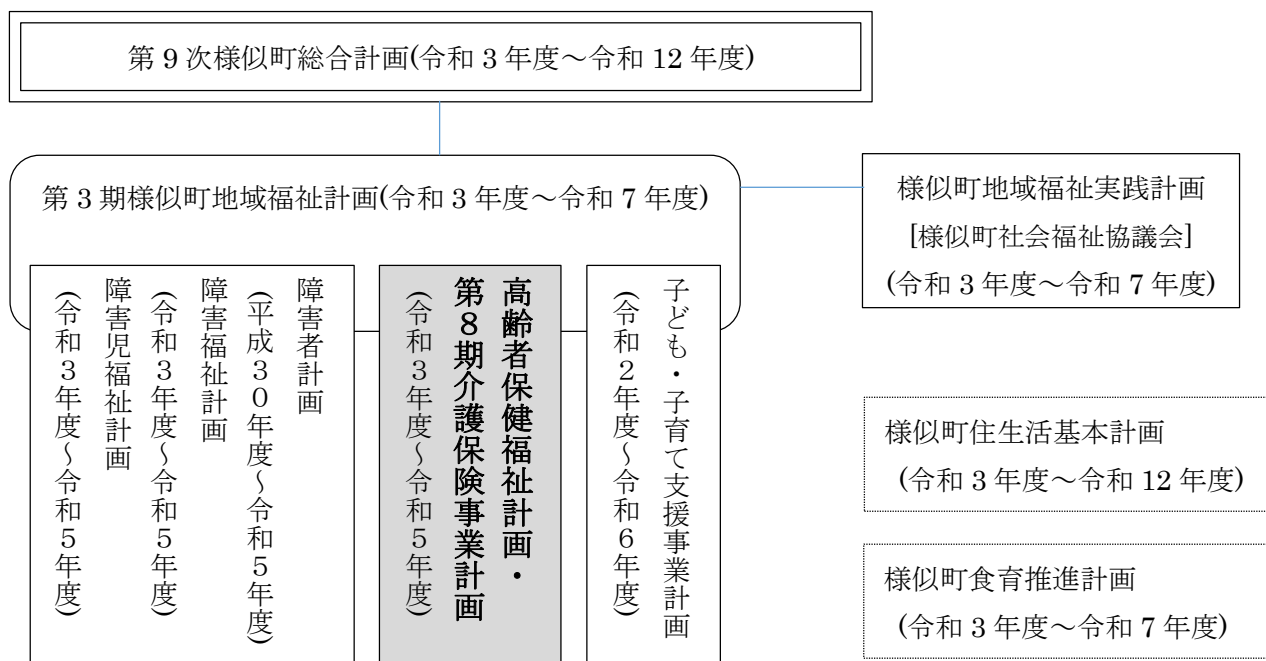 第9次様似町総合計画(令和3年度～令和12年度)
第3期様似町地域福祉計画(令和3年度～令和7年度)
様似町地域福祉実践計画
[様似町社会福祉協議会]
(令和3年度～令和7年度)
障害者計画
(平成３０年度～令和５年度)
障害福祉計画
(令和３年度～令和５年度)
障害児福祉計画
(令和３年度～令和５年度)
高齢者保健福祉計画・
第８期介護保険事業計画
(令和３年度～令和５年度)
子ども・子育て支援事業計画
(令和２年度～令和６年度)
様似町住生活基本計画
(令和3年度～令和12年度)
様似町食育推進計画
(令和3年度～令和7年度)